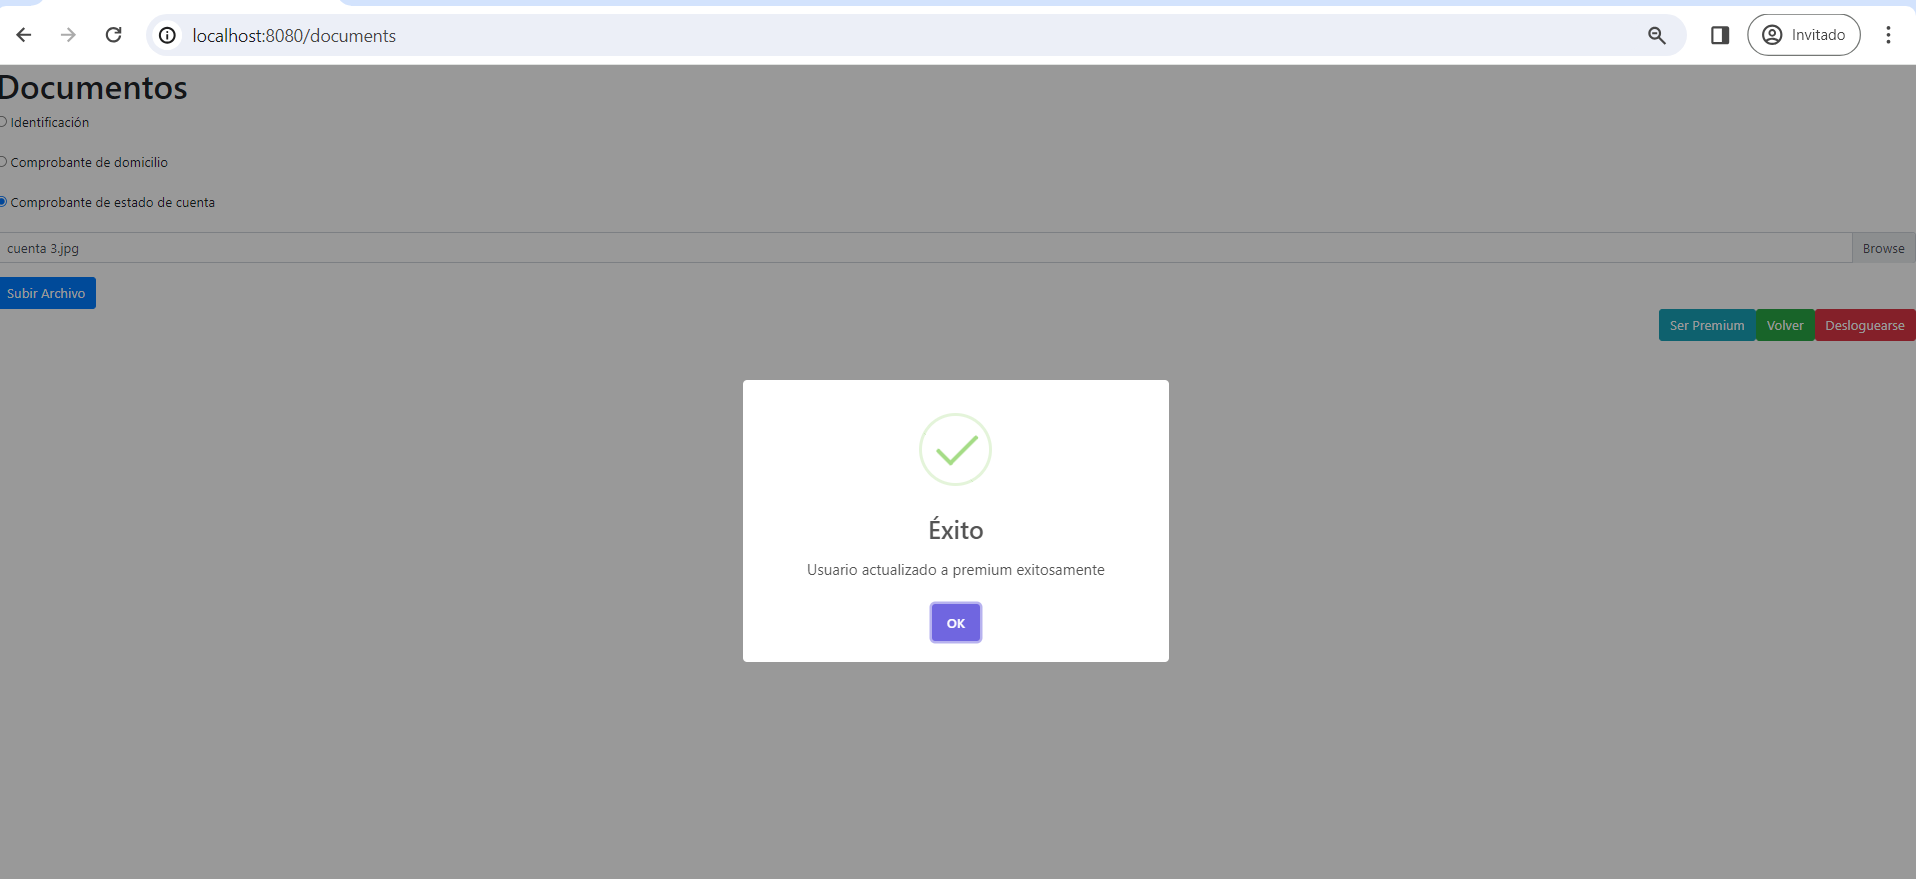 localhost:8080/documents
Invitado
Documentos
Identificación
Comprobante de domicilio
Comprobante de estado de cuenta
cuenta 3.jpg
Browse
Subir Archivo
Ser Premium
Volver
Desloguearse
Éxito
Usuario actualizado a premium exitosamente
OK